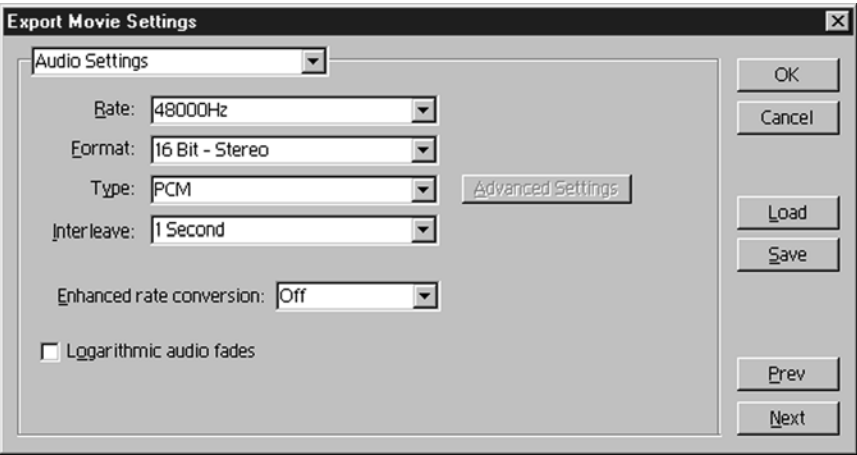 Export Movie Settings
Audio Settings
Rate: 48000Hz
Format: 16 Bit - Stereo
Type: PCM
Advanced Settings
Interleave: 1 Second
Enhanced rate conversion: Off
Logarithmic audio fades
OK
Cancel
Load
Save
Prev
Next